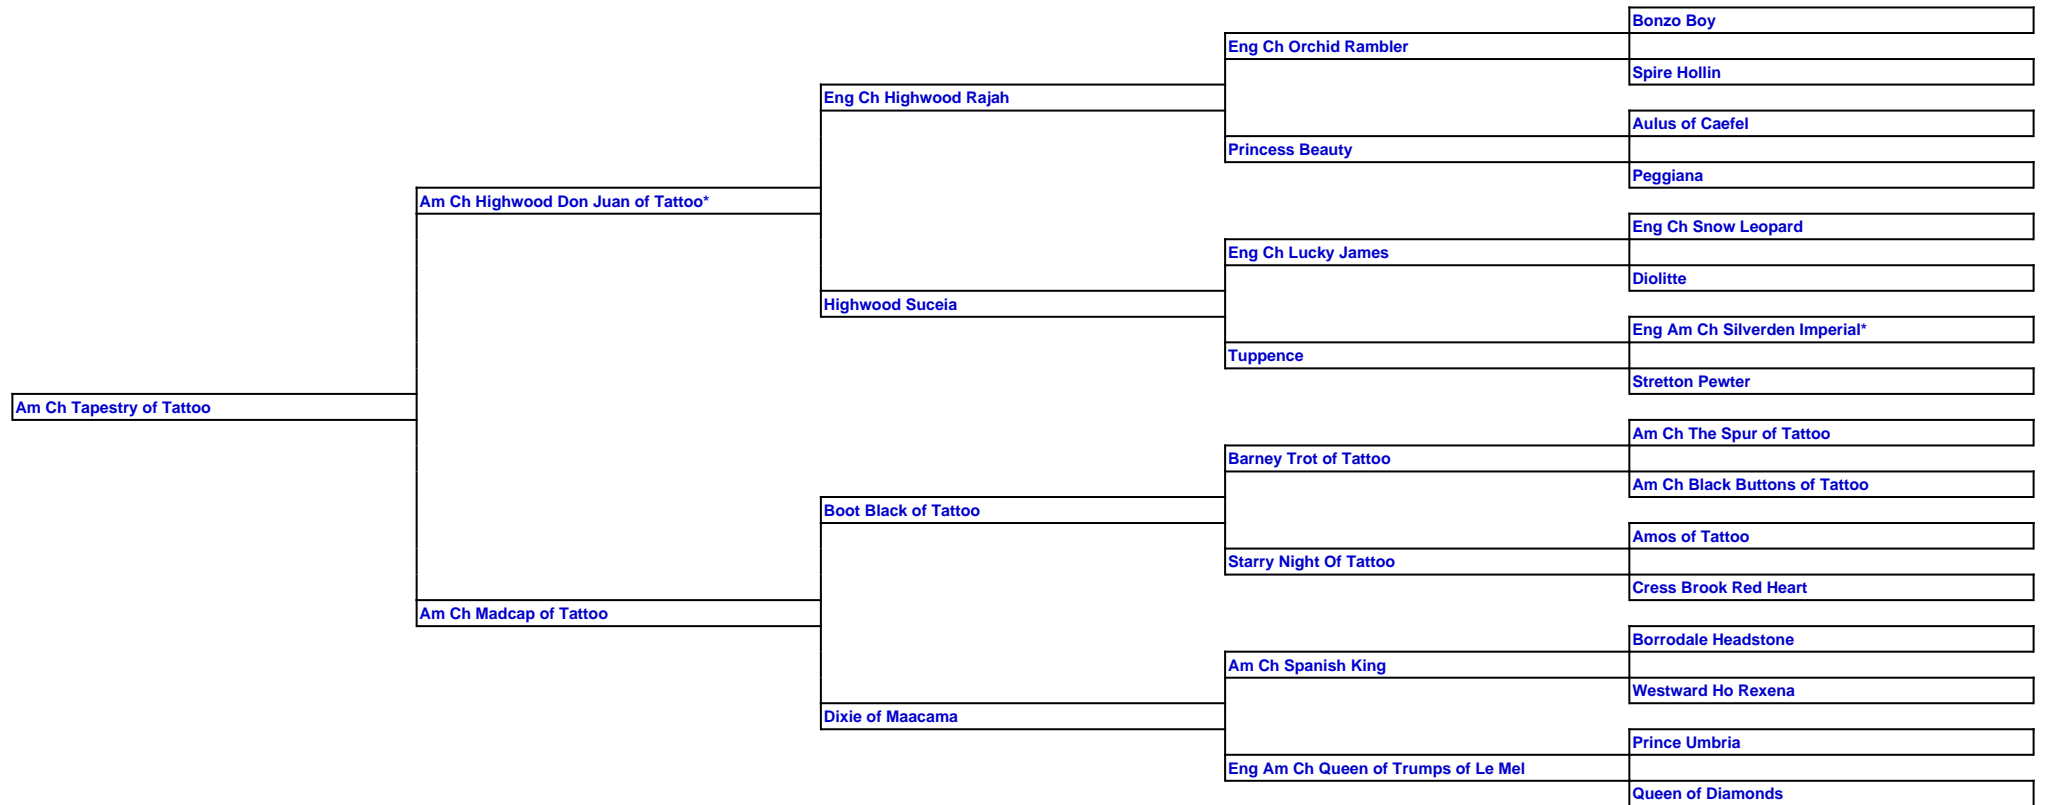 Bonzo Boy
Eng Ch Orchid Rambler
Spire Hollin
Eng Ch Highwood Rajah
Aulus of Caefel
Princess Beauty
Peggiana
Am Ch Highwood Don Juan of Tattoo*
Eng Ch Snow Leopard
Eng Ch Lucky James
Diolitte
Highwood Suceia
Eng Am Ch Silverden Imperial*
Tuppence
Stretton Pewter
Am Ch Tapestry of Tattoo
Am Ch The Spur of Tattoo
Barney Trot of Tattoo
Am Ch Black Buttons of Tattoo
Boot Black of Tattoo
Amos of Tattoo
Starry Night Of Tattoo
Cress Brook Red Heart
Am Ch Madcap of Tattoo
Borrodale Headstone
Am Ch Spanish King
Westward Ho Rexena
Dixie of Maacama
Prince Umbria
Eng Am Ch Queen of Trumps of Le Mel
Queen of Diamonds